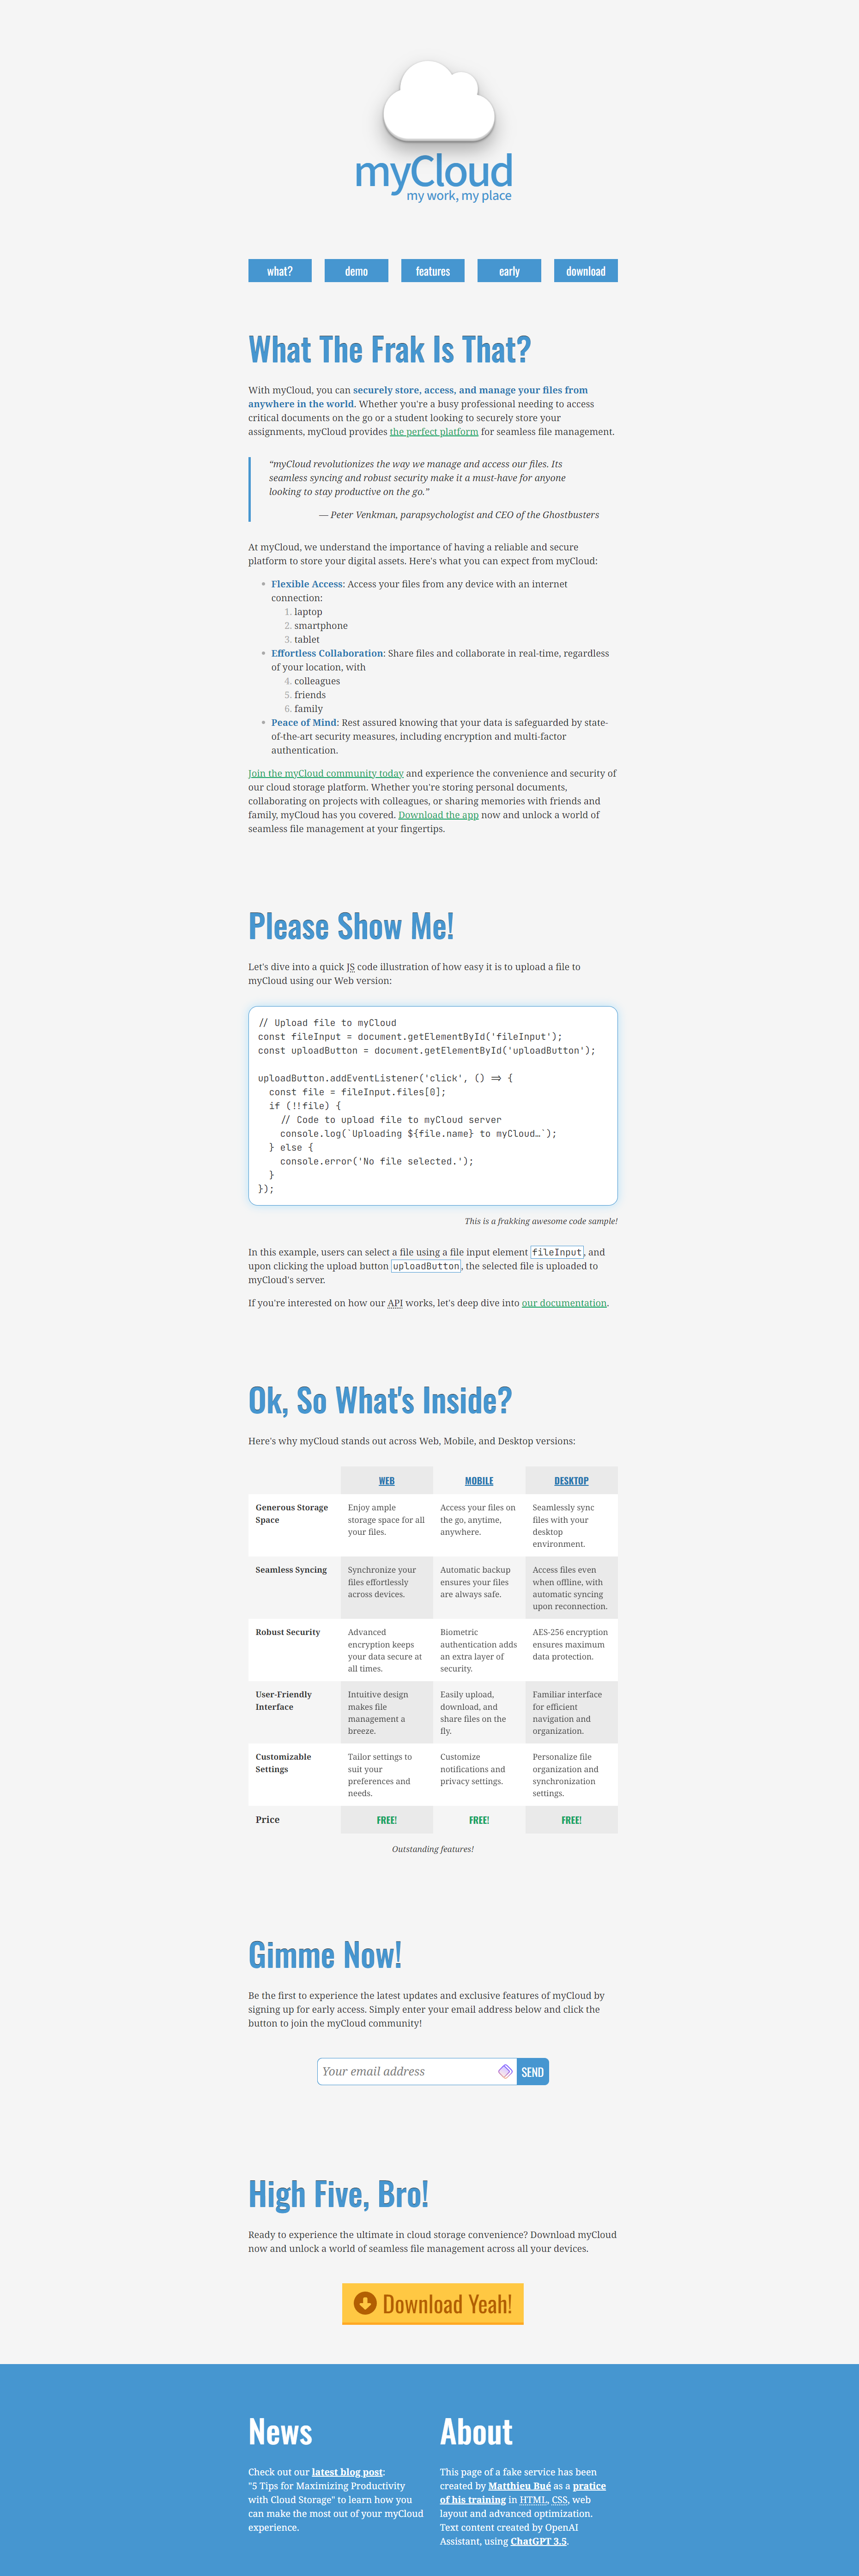 myCloud
my work, my place
what?
demo
features
early
download
What The Frak Is That?
With myCloud, you can securely store, access, and manage your files from
anywhere in the world. Whether you're a busy professional needing to access
critical documents on the go or a student looking to securely store your
assignments, myCloud provides the perfect platform for seamless file management.
“myCloud revolutionizes the way we manage and access our files. Its
seamless syncing and robust security make it a must-have for anyone
looking to stay productive on the go.”
— Peter Venkman, parapsychologist and CEO of the Ghostbusters
At myCloud, we understand the importance of having a reliable and secure
platform to store your digital assets. Here's what you can expect from myCloud:
• Flexible Access: Access your files from any device with an internet
connection:
1. laptop
2. smartphone
3. tablet
• Effortless Collaboration: Share files and collaborate in real-time, regardless
of your location, with
4. colleagues
5. friends
6. family
• Peace of Mind: Rest assured knowing that your data is safeguarded by state-
of-the-art security measures, including encryption and multi-factor
authentication.
Join the myCloud community today and experience the convenience and security of
our cloud storage platform. Whether you're storing personal documents,
collaborating on projects with colleagues, or sharing memories with friends and
family, myCloud has you covered. Download the app now and unlock a world of
seamless file management at your fingertips.
Please Show Me!
Let's dive into a quick JS code illustration of how easy it is to upload a file to
myCloud using our Web version:
// Upload file to myCloud
const fileInput = document.getElementById('fileInput');
const uploadButton = document.getElementById('uploadButton');
uploadButton.addEventListener('click', () => {
const file = fileInput.files[0];
if (!!file) {
// Code to upload file to myCloud server
console.log(`Uploading ${file.name} to myCloud…`);
} else {
console.error('No file selected.');
}
});
This is a frakking awesome code sample!
In this example, users can select a file using a file input element fileInput, and
upon clicking the upload button uploadButton, the selected file is uploaded to
myCloud's server.
If you're interested on how our API works, let's deep dive into our documentation.
Ok, So What's Inside?
Here's why myCloud stands out across Web, Mobile, and Desktop versions:
WEB
MOBILE
DESKTOP
Generous Storage
Space
Enjoy ample
storage space for all
your files.
Access your files on
the go, anytime,
anywhere.
Seamlessly sync
files with your
desktop
environment.
Seamless Syncing
Synchronize your
files effortlessly
across devices.
Automatic backup
ensures your files
are always safe.
Access files even
when offline, with
automatic syncing
upon reconnection.
Robust Security
Advanced
encryption keeps
your data secure at
all times.
Biometric
authentication adds
an extra layer of
security.
AES-256 encryption
ensures maximum
data protection.
User-Friendly
Interface
Intuitive design
makes file
management a
breeze.
Easily upload,
download, and
share files on the
fly.
Familiar interface
for efficient
navigation and
organization.
Customizable
Settings
Tailor settings to
suit your
preferences and
needs.
Customize
notifications and
privacy settings.
Personalize file
organization and
synchronization
settings.
Price
FREE!
FREE!
FREE!
Outstanding features!
Gimme Now!
Be the first to experience the latest updates and exclusive features of myCloud by
signing up for early access. Simply enter your email address below and click the
button to join the myCloud community!
Your email address
SEND
High Five, Bro!
Ready to experience the ultimate in cloud storage convenience? Download myCloud
now and unlock a world of seamless file management across all your devices.
Download Yeah!
News
Check out our latest blog post:
"5 Tips for Maximizing Productivity
with Cloud Storage" to learn how you
can make the most out of your myCloud
experience.
About
This page of a fake service has been
created by Matthieu Bué as a pratice
of his training in HTML, CSS, web
layout and advanced optimization.
Text content created by OpenAI
Assistant, using ChatGPT 3.5.